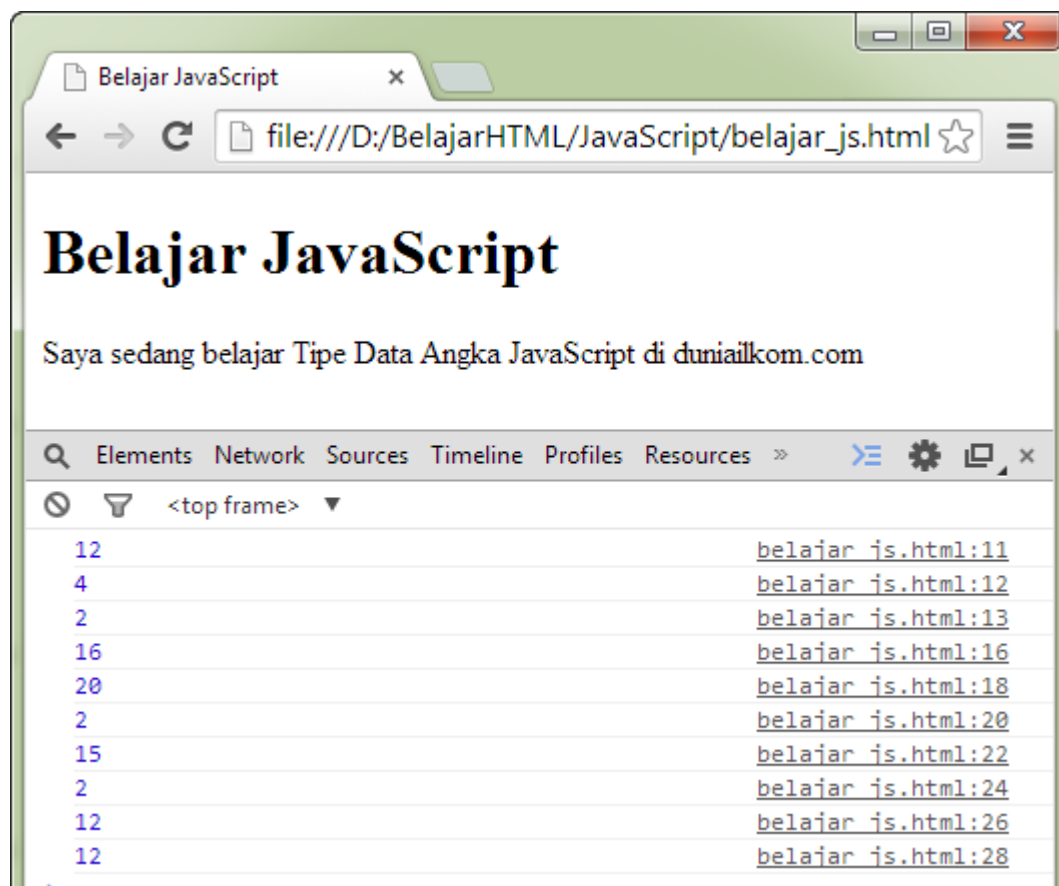 Belajar JavaScript ×
file:///D:/BelajarHTML/JavaScript/belajar_js.html
Belajar JavaScript
Saya sedang belajar Tipe Data Angka JavaScript di duniailkom.com
Elements Network Sources Timeline Profiles Resources » ×
<top frame> ▼
12 belajar_js.html:11
4 belajar_js.html:12
2 belajar_js.html:13
16 belajar_js.html:16
20 belajar_js.html:18
2 belajar_js.html:20
15 belajar_js.html:22
2 belajar_js.html:24
12 belajar_js.html:26
12 belajar_js.html:28